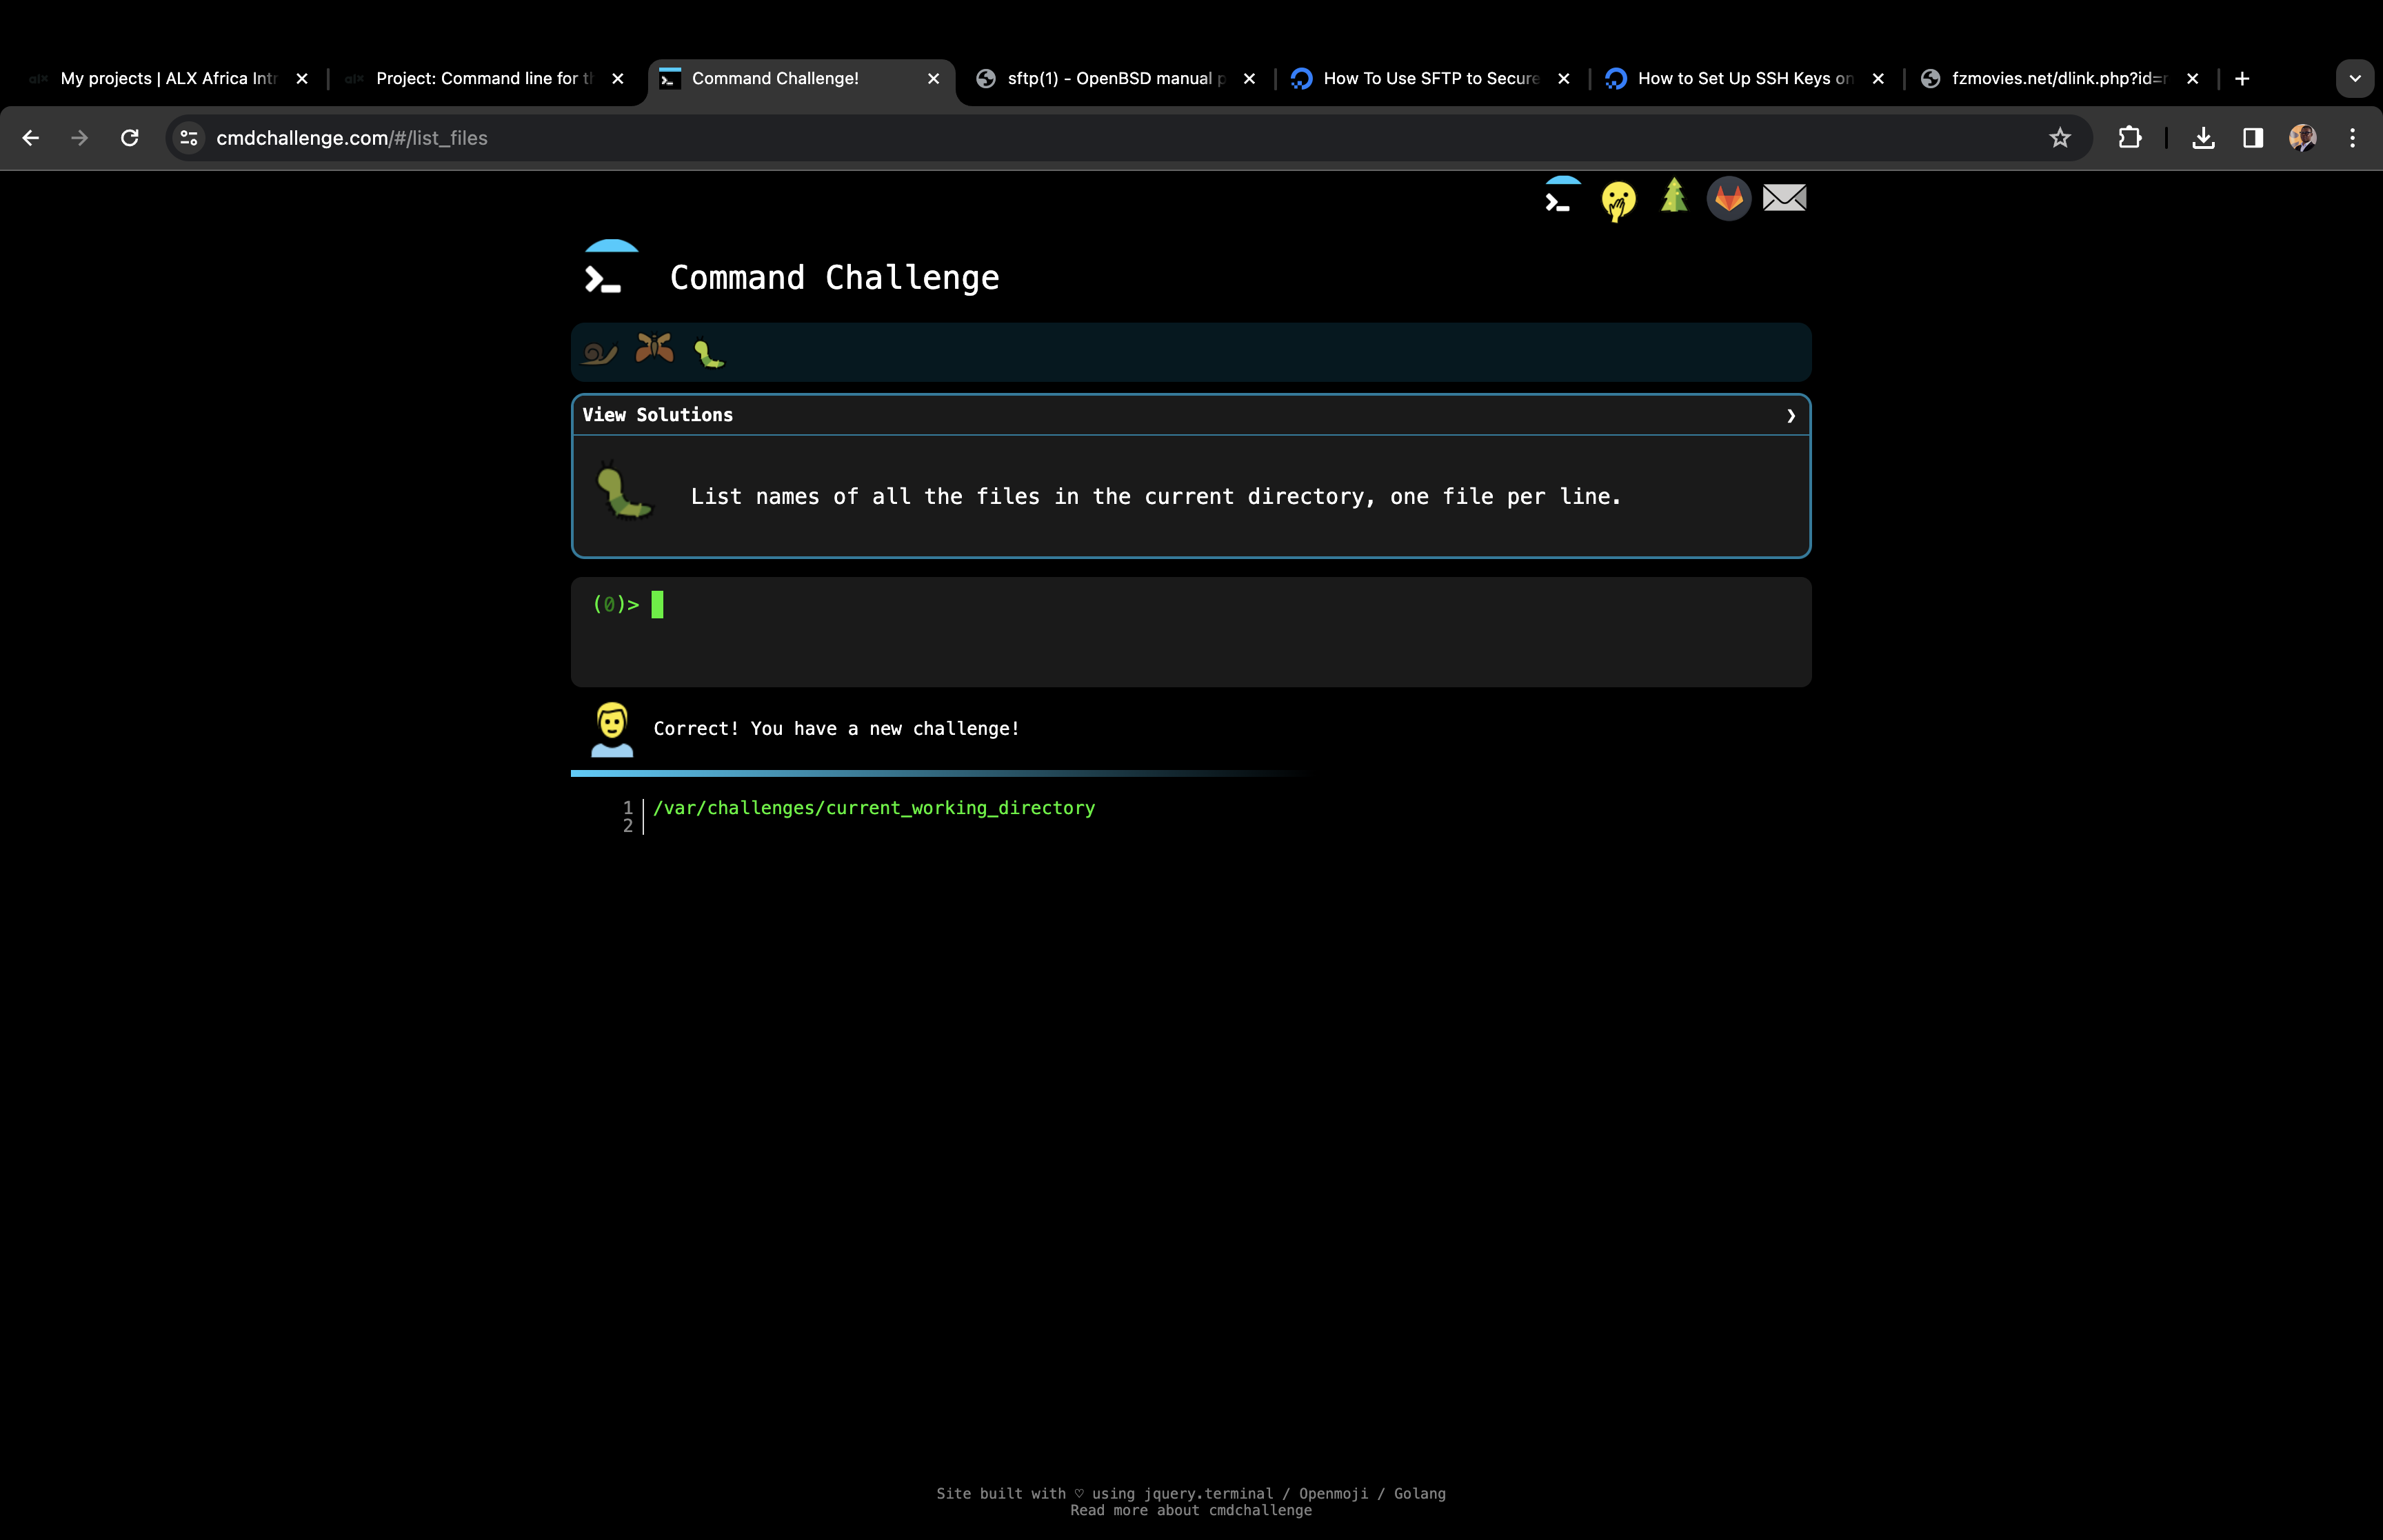 My projects | ALX Africa Intr
Project: Command line for th
Command Challenge!
sftp(1) - OpenBSD manual p
How To Use SFTP to Secure
How to Set Up SSH Keys on
fzmovies.net/dlink.php?id=r
cmdchallenge.com/#/list_files
Command Challenge
View Solutions
List names of all the files in the current directory, one file per line.
(0)>
Correct! You have a new challenge!
1 /var/challenges/current_working_directory
2
Site built with ♡ using jquery.terminal / Openmoji / Golang
Read more about cmdchallenge